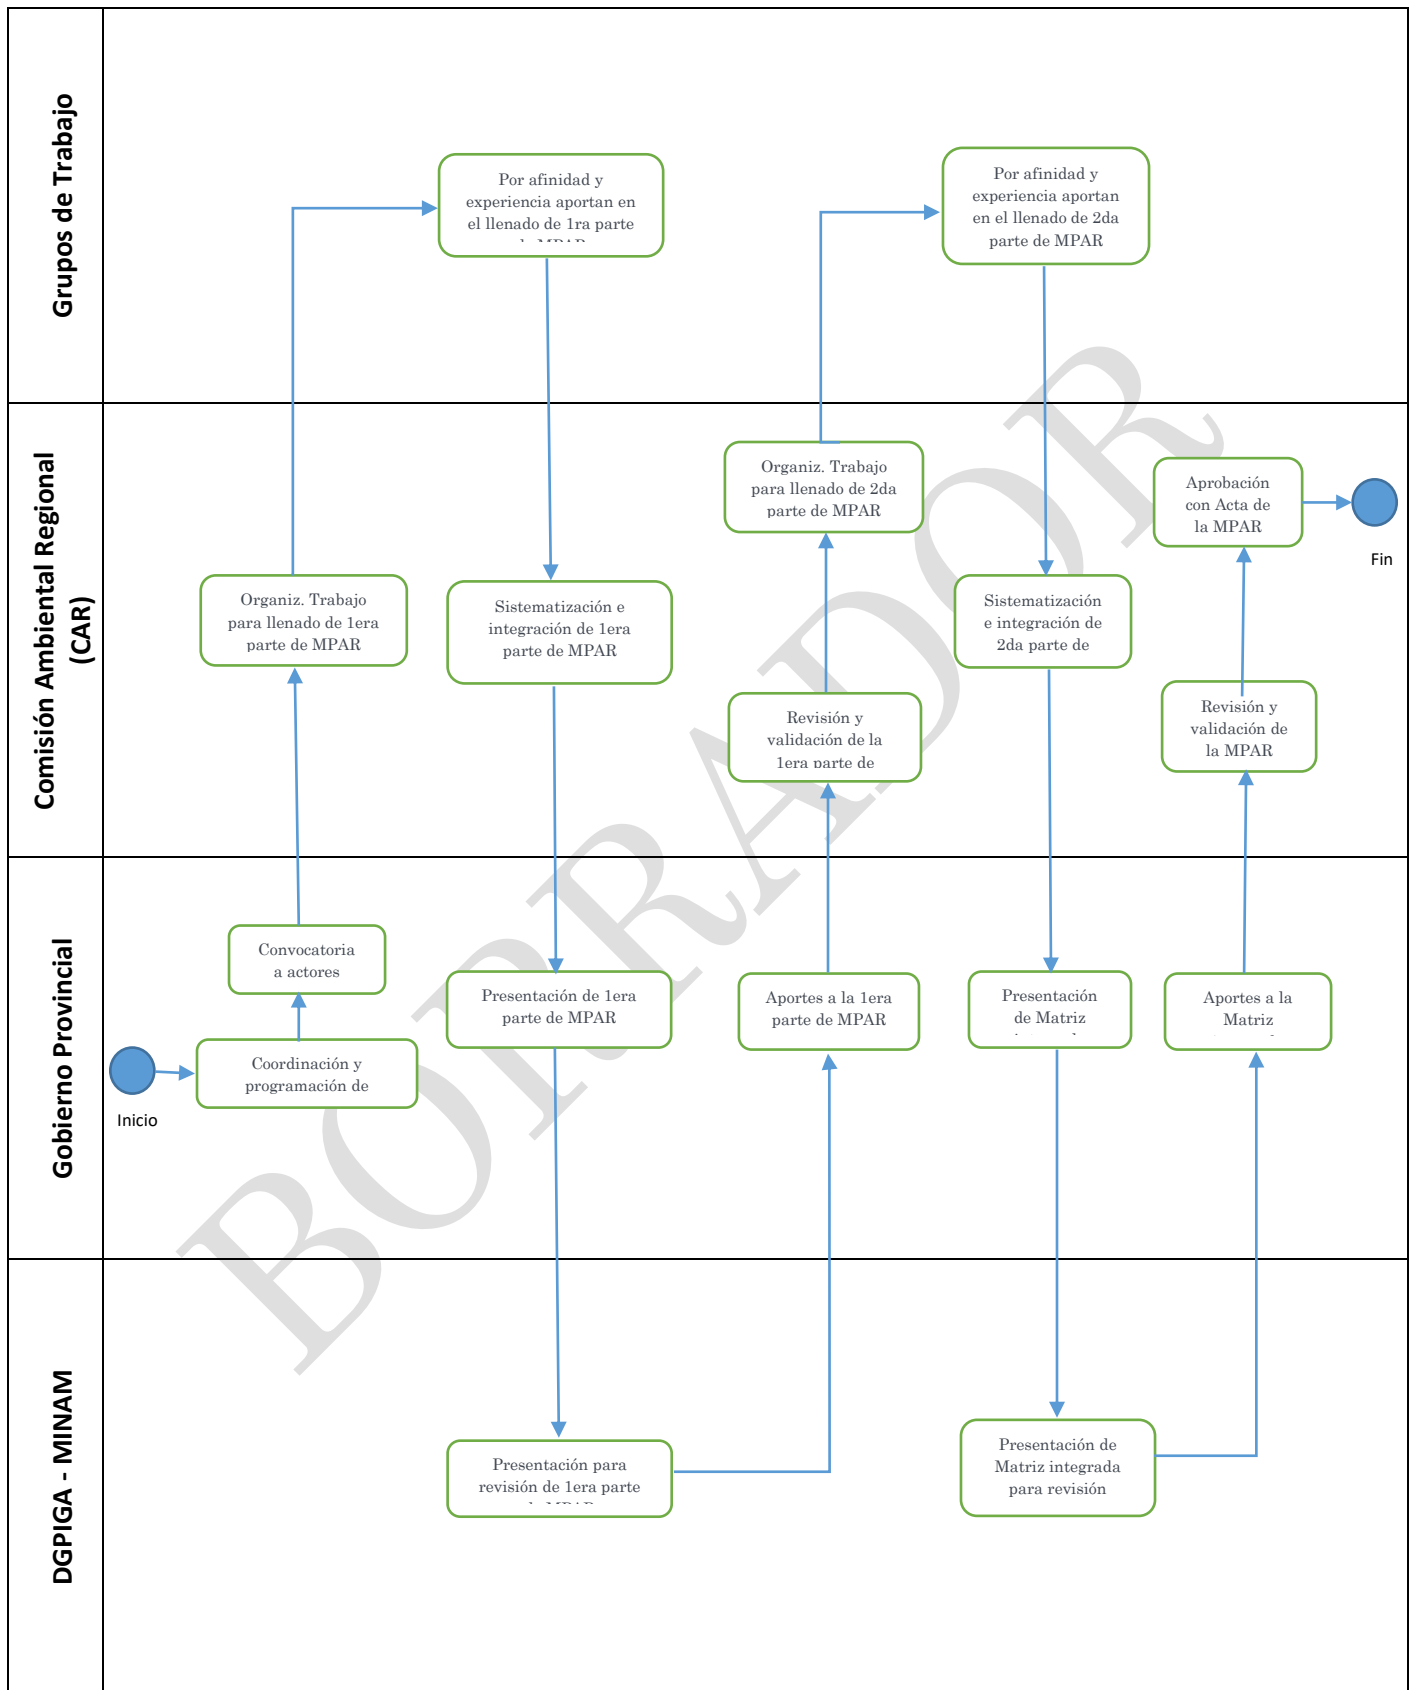 Grupos de Trabajo
Por afinidad y
experiencia aportan en
el llenado de 1ra parte
de MPAR
Por afinidad y
experiencia aportan
en el llenado de 2da
parte de MPAR
Comisión Ambiental Regional
(CAR)
Organiz. Trabajo
para llenado de 1era
parte de MPAR
Sistematización e
integración de 1era
parte de MPAR
Organiz. Trabajo
para llenado de 2da
parte de MPAR
Revisión y
validación de la
1era parte de
Sistematización
e integración de
2da parte de
Aprobación
con Acta de
la MPAR
Revisión y
validación de
la MPAR
Fin
Gobierno Provincial
Inicio
Convocatoria
a actores
Coordinación y
programación de
Presentación de 1era
parte de MPAR
Aportes a la 1era
parte de MPAR
Presentación
de Matriz
Aportes a la
Matriz
DGPIGA - MINAM
Presentación para
revisión de 1era parte
de MPAR
Presentación de
Matriz integrada
para revisión
BORRADOR